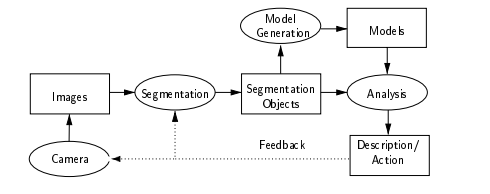 Model
Generation
Models
Images
Segmentation
Segmentation
Objects
Analysis
Camera
Feedback
Description/
Action